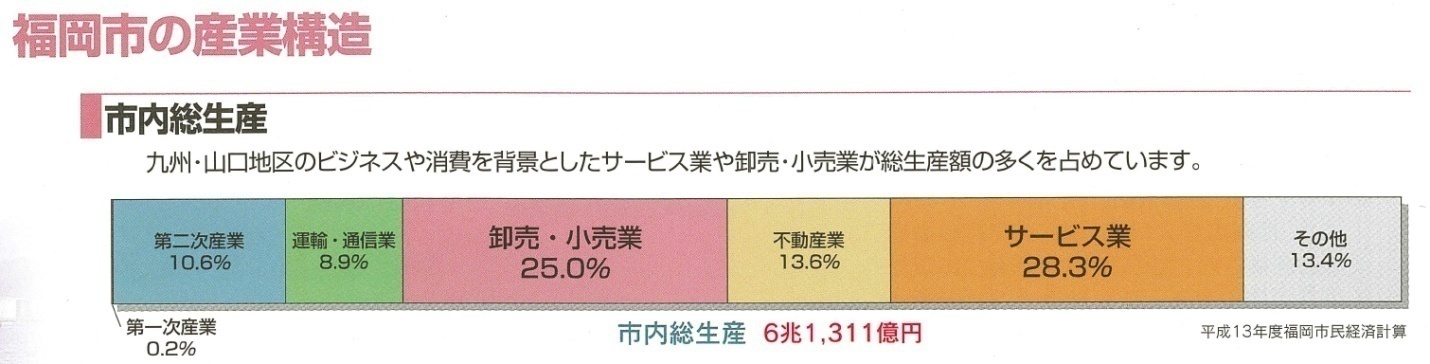 福岡市の産業構造
市内総生産
九州・山口地区のビジネスや消費を背景としたサービス業や卸売・小売業が総生産額の多くを占めています。
第二次産業
10.6%
運輸・通信業
8.9%
卸売・小売業
25.0%
不動産業
13.6%
サービス業
28.3%
その他
13.4%
第一次産業
0.2%
市内総生産 6兆1,311億円
平成13年度福岡市民経済計算